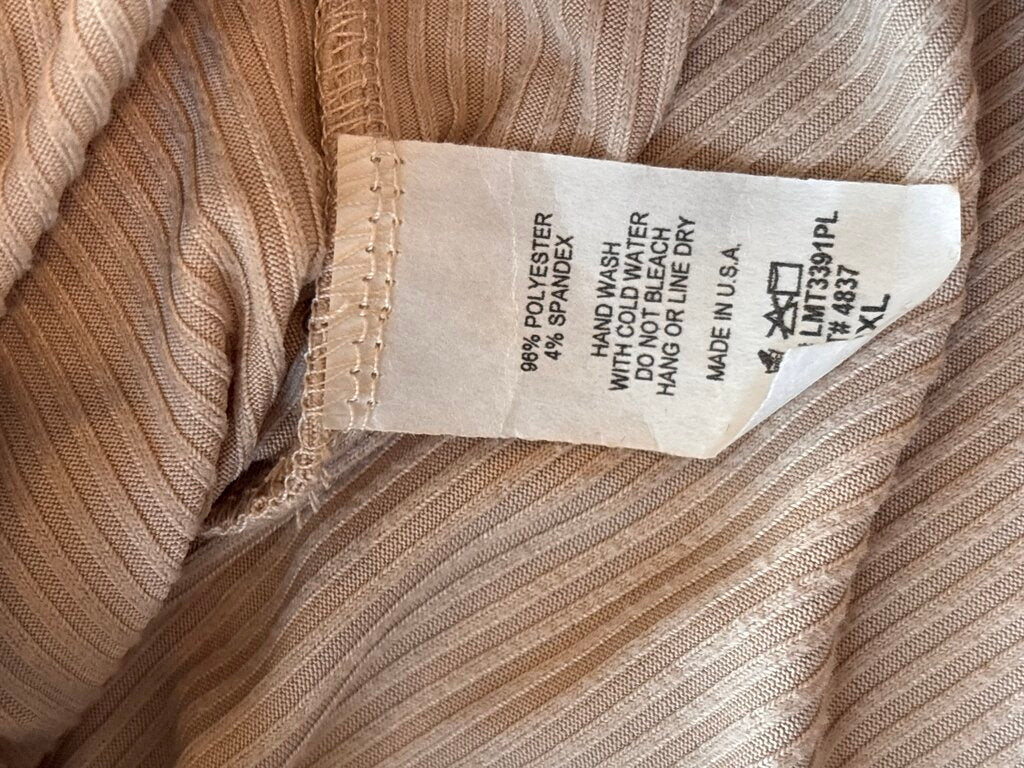 96% POLYESTER
4% SPANDEX
HAND WASH
WITH COLD WATER
DO NOT BLEACH
HANG OR LINE DRY
MADE IN U.S.A.
LMT3391PL
T# 4837
XL